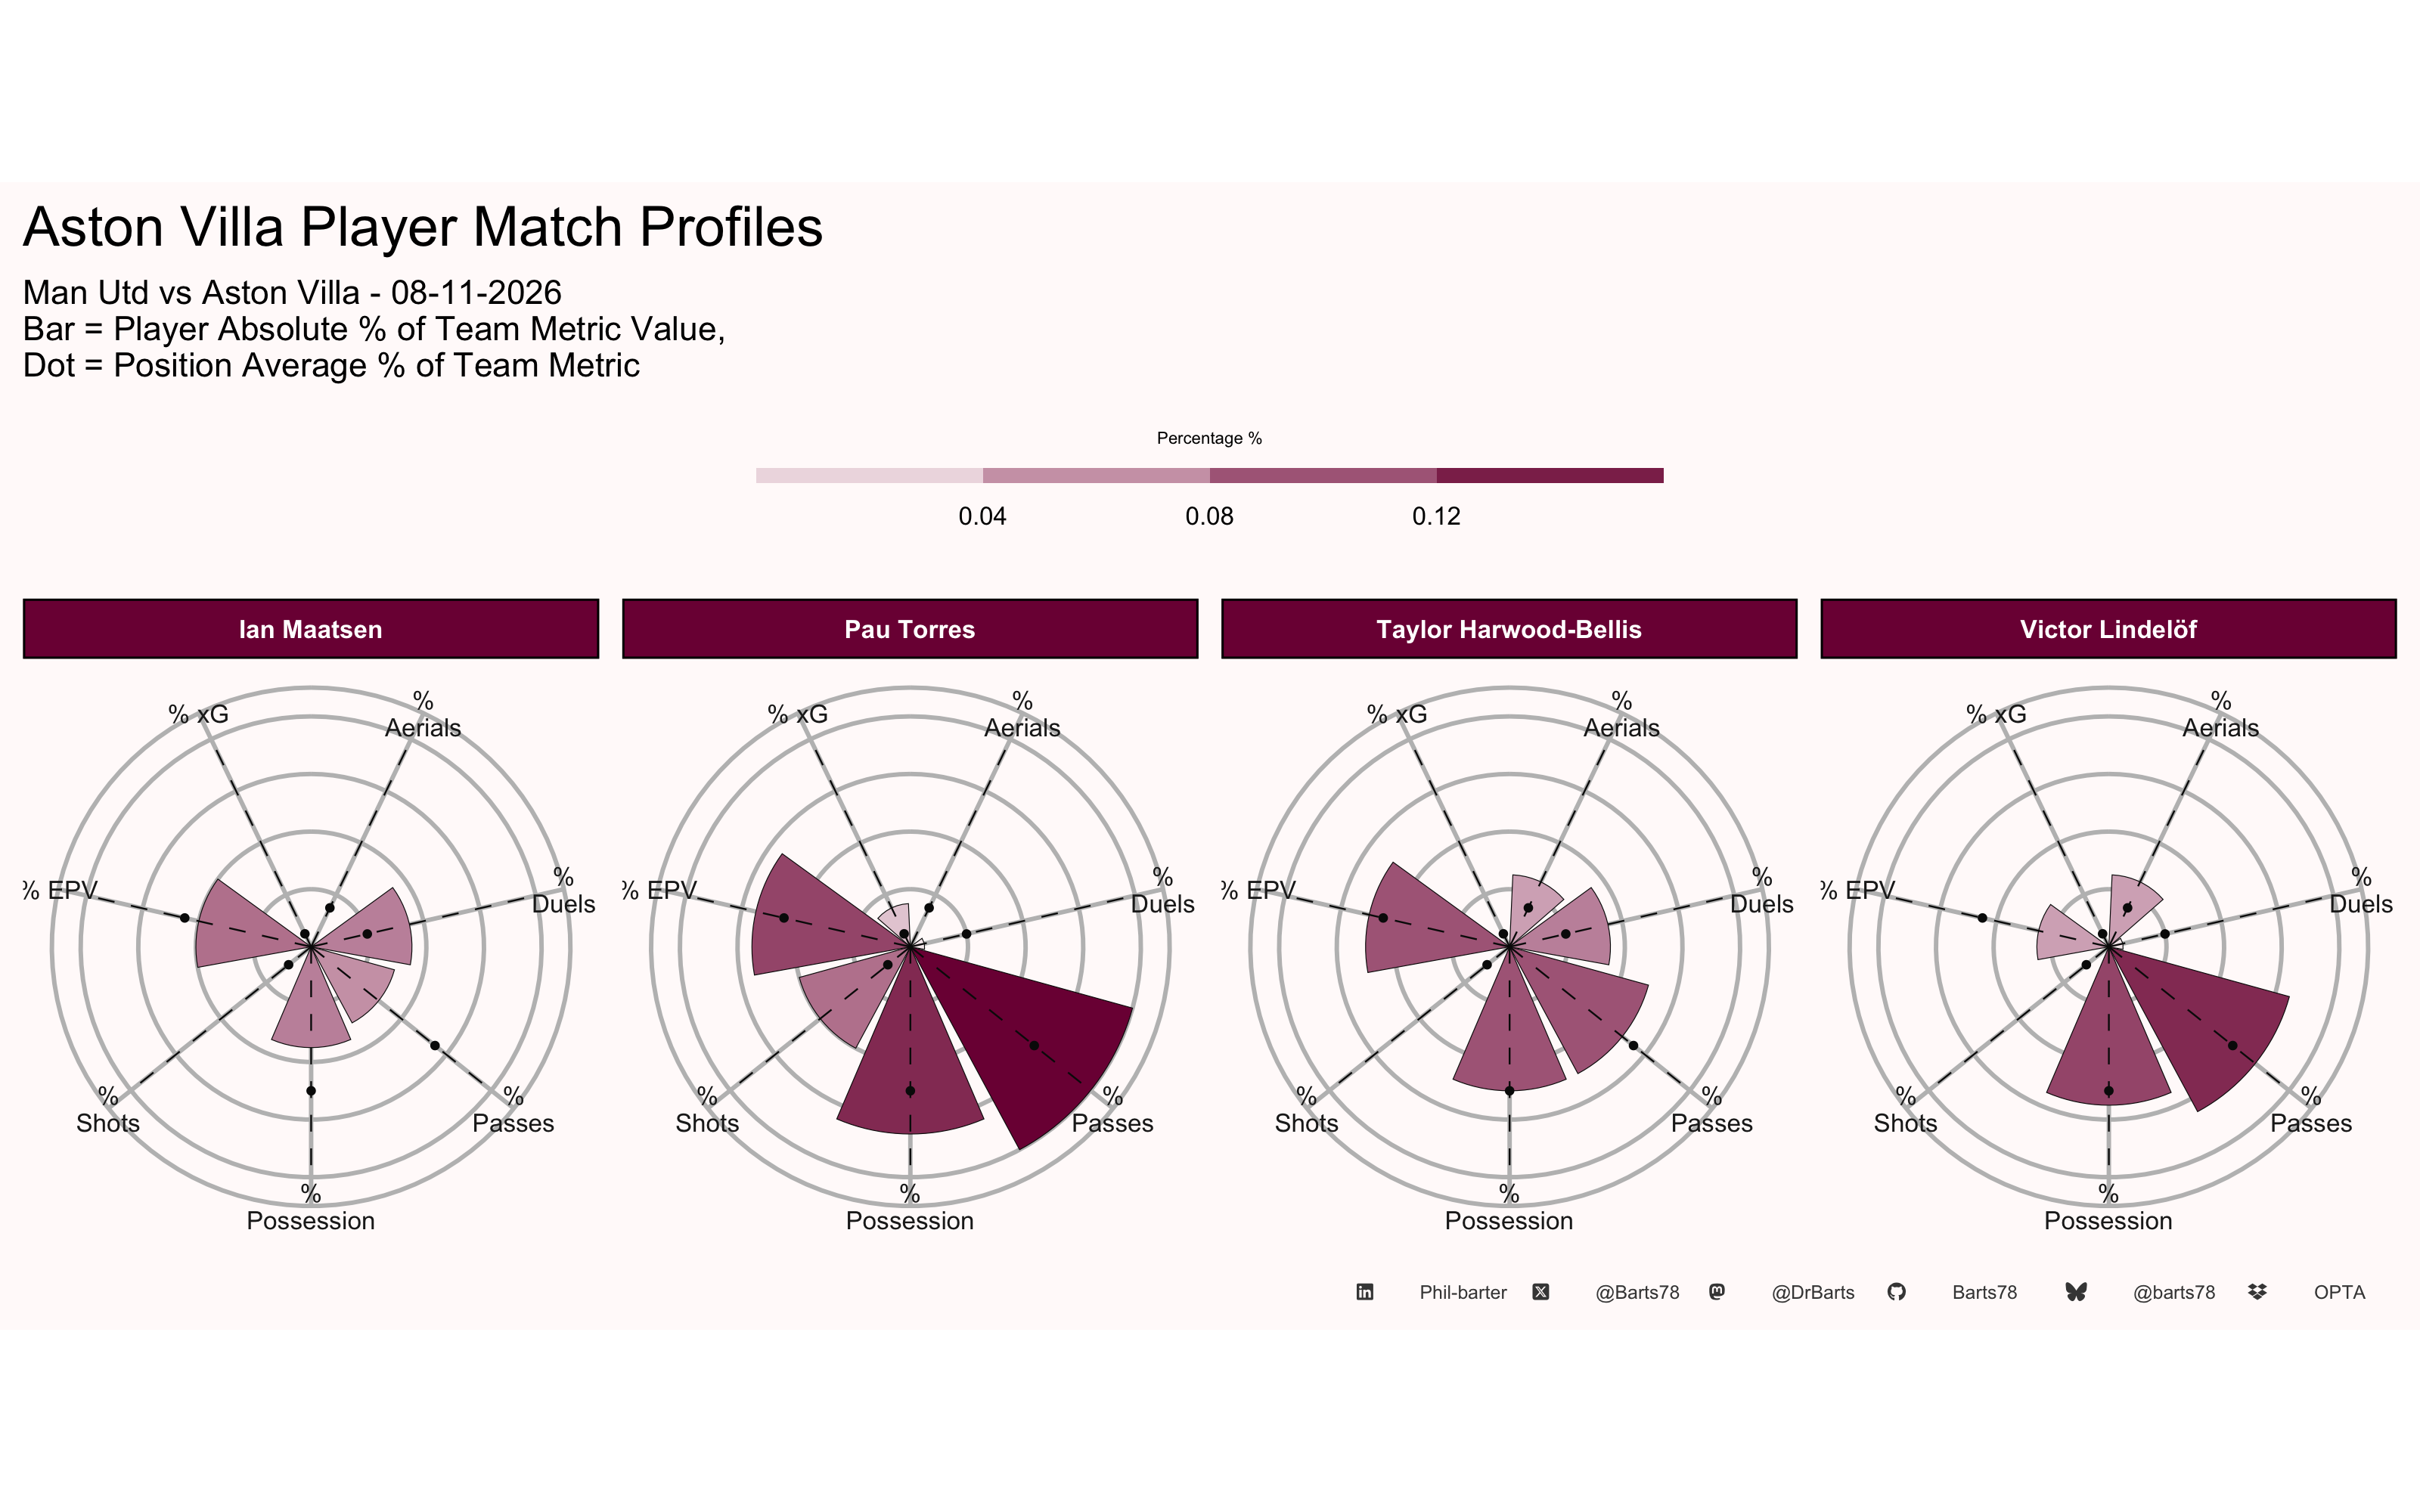 Aston Villa Player Match Profiles
Man Utd vs Aston Villa - 08-11-2026
Bar = Player Absolute % of Team Metric Value,
Dot = Position Average % of Team Metric
Percentage %
0.04 0.08 0.12
Ian Maatsen
% xG
%
Aerials
% EPV
%
Duels
%
Shots
%
Passes
%
Possession
Pau Torres
% xG
%
Aerials
% EPV
%
Duels
%
Shots
%
Passes
%
Possession
Taylor Harwood-Bellis
% xG
%
Aerials
% EPV
%
Duels
%
Shots
%
Passes
%
Possession
Victor Lindelöf
% xG
%
Aerials
% EPV
%
Duels
%
Shots
%
Passes
%
Possession
Phil-barter @Barts78 @DrBarts Barts78 @barts78 OPTA